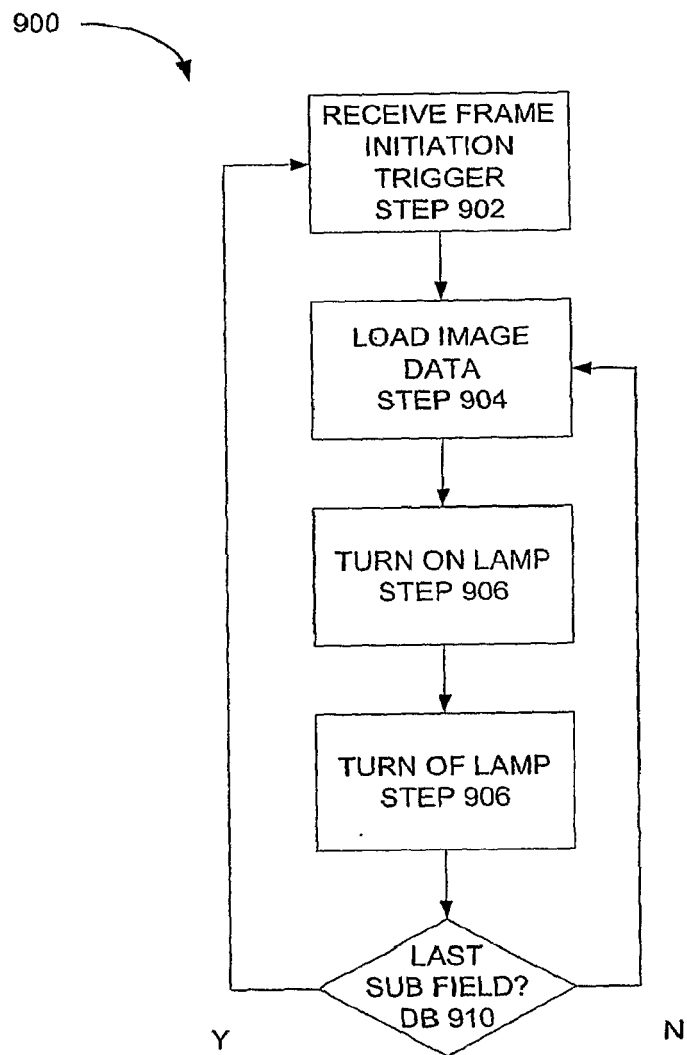 900
RECEIVE FRAME
INITIATION
TRIGGER
STEP 902
LOAD IMAGE
DATA
STEP 904
TURN ON LAMP
STEP 906
TURN OF LAMP
STEP 906
LAST
SUB FIELD?
DB 910
Y
N